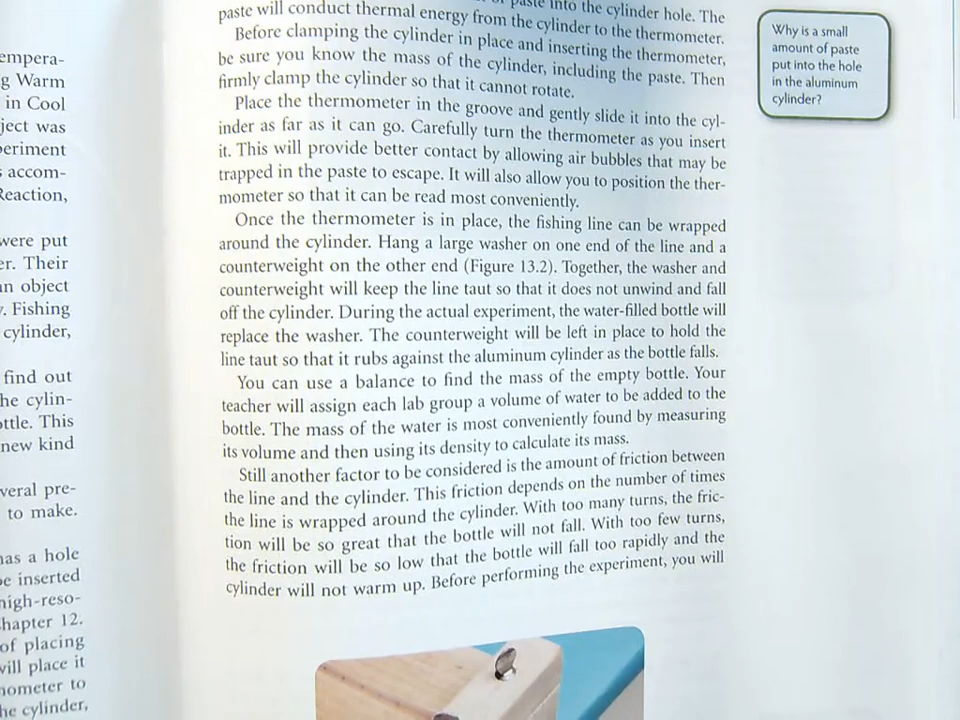 empera-
g Warm
in Cool
ject was
periment
accom-
Reaction,
were put
er. Their
an object
y. Fishing
cylinder,
find out
he cylin-
ottle. This
new kind
veral pre-
to make.
has a hole
be inserted
high-reso-
Chapter 12.
of placing
will place it
mometer to
he cylinder,
paste into the cylinder hole. The
paste will conduct thermal energy from the cylinder to the thermometer.
Before clamping the cylinder in place and inserting the thermometer,
be sure you know the mass of the cylinder, including the paste. Then
firmly clamp the cylinder so that it cannot rotate.
Place the thermometer in the groove and gently slide it into the cyl-
inder as far as it can go. Carefully turn the thermometer as you insert
it. This will provide better contact by allowing air bubbles that may be
trapped in the paste to escape. It will also allow you to position the ther-
mometer so that it can be read most conveniently.
Once the thermometer is in place, the fishing line can be wrapped
around the cylinder. Hang a large washer on one end of the line and a
counterweight on the other end (Figure 13.2). Together, the washer and
counterweight will keep the line taut so that it does not unwind and fall
off the cylinder. During the actual experiment, the water-filled bottle will
replace the washer. The counterweight will be left in place to hold the
line taut so that it rubs against the aluminum cylinder as the bottle falls.
You can use a balance to find the mass of the empty bottle. Your
teacher will assign each lab group a volume of water to be added to the
bottle. The mass of the water is most conveniently found by measuring
its volume and then using its density to calculate its mass.
Still another factor to be considered is the amount of friction between
the line and the cylinder. This friction depends on the number of times
the line is wrapped around the cylinder. With too many turns, the fric-
tion will be so great that the bottle will not fall. With too few turns,
the friction will be so low that the bottle will fall too rapidly and the
cylinder will not warm up. Before performing the experiment, you will
Why is a small
amount of paste
put into the hole
in the aluminum
cylinder?